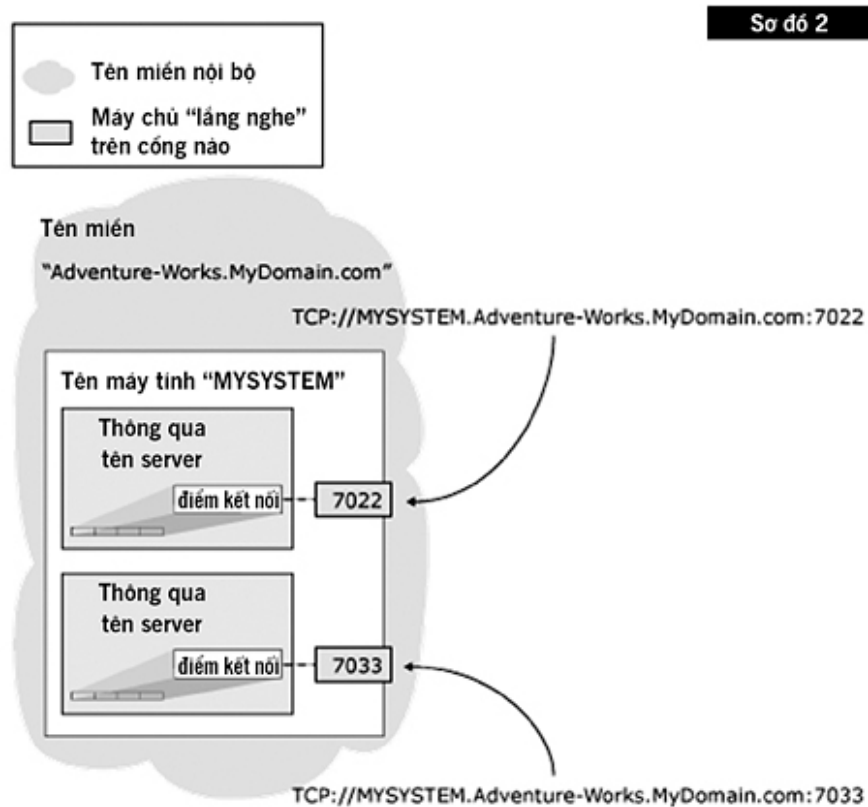 Sơ đồ 2
Tên miền nội bộ
Máy chủ “lắng nghe”
trên cổng nào
Tên miền
“Adventure-Works.MyDomain.com”
TCP://MYSYSTEM.Adventure-Works.MyDomain.com:7022
Tên máy tính “MYSYSTEM”
Thông qua
tên server
điểm kết nối
7022
Thông qua
tên server
điểm kết nối
7033
TCP://MYSYSTEM.Adventure-Works.MyDomain.com:7033